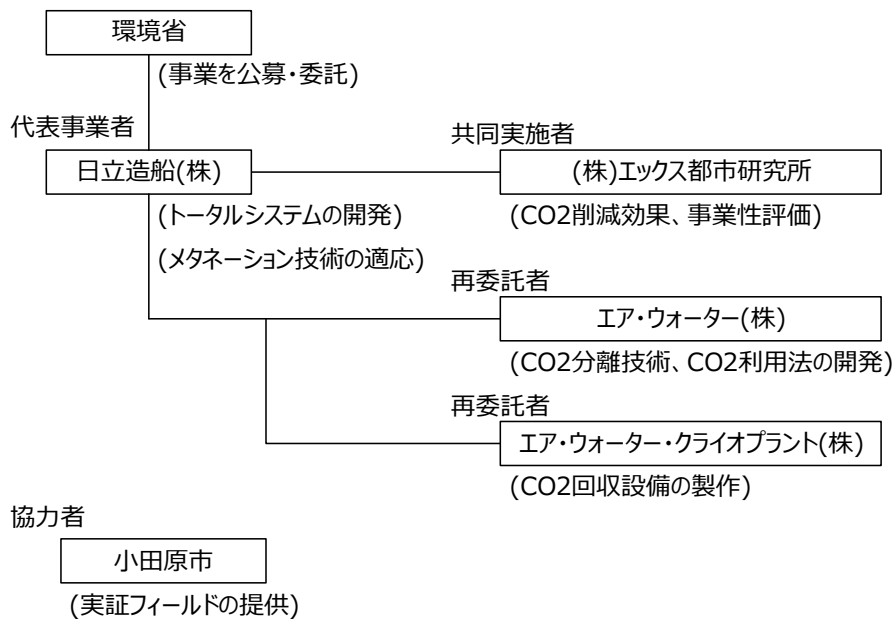 環境省
(事業を公募・委託)
代表事業者
日立造船(株)
(トータルシステムの開発)
(メタネーション技術の適応)
共同実施者
(株)エックス都市研究所
(CO2削減効果、事業性評価)
再委託者
エア・ウォーター(株)
(CO2分離技術、CO2利用法の開発)
再委託者
エア・ウォーター・クライオプラント(株)
(CO2回収設備の製作)
協力者
小田原市
(実証フィールドの提供)